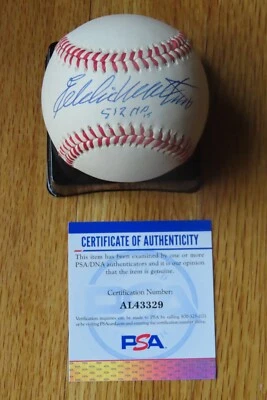 Eddie Mathews
512 HR's
CERTIFICATE OF AUTHENTICITY
This item has been examined by one or more
PSA/DNA authenticators and it is our opinion
that the item is genuine.
Certification Number:
AL43329
PSA